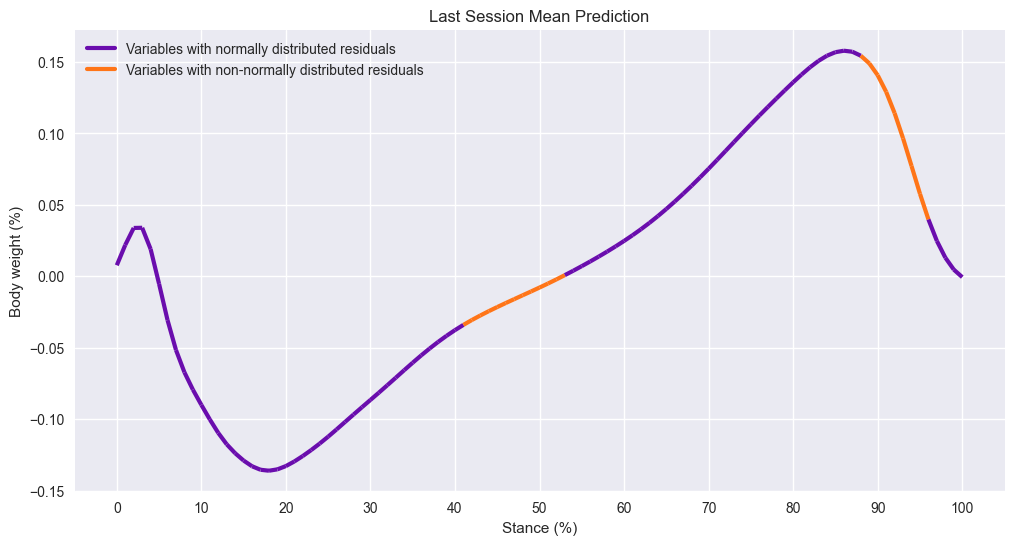 Last Session Mean Prediction
Variables with normally distributed residuals
Variables with non-normally distributed residuals
Body weight (%)
0.15
0.10
0.05
0.00
−0.05
−0.10
−0.15
0 10 20 30 40 50 60 70 80 90 100
Stance (%)